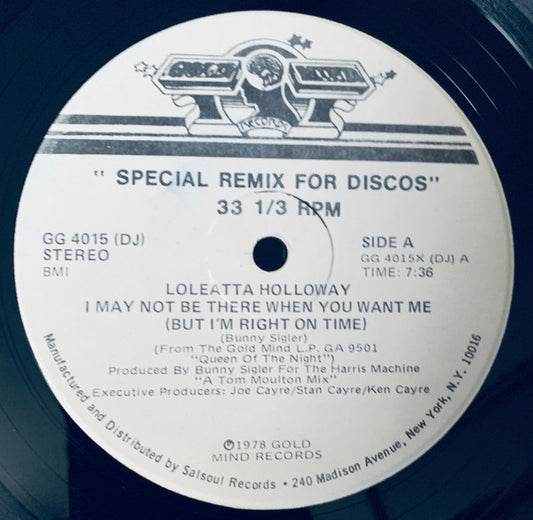 GOLD MIND
RECORDS
" SPECIAL REMIX FOR DISCOS"
33 1/3 RPM
GG 4015 (DJ)
STEREO
BMI
SIDE A
GG 4015X (DJ) A
TIME: 7:36
LOLEATTA HOLLOWAY
I MAY NOT BE THERE WHEN YOU WANT ME
(BUT I'M RIGHT ON TIME)
(Bunny Sigler)
(From The Gold Mind L.P. GA 9501
"Queen Of The Night")
Produced By Bunny Sigler For The Harris Machine
"A Tom Moulton Mix"
Executive Producers: Joe Cayre/Stan Cayre/Ken Cayre
℗1978 GOLD
MIND RECORDS
Manufactured and Distributed by Salsoul Records • 240 Madison Avenue, New York, N.Y. 10016